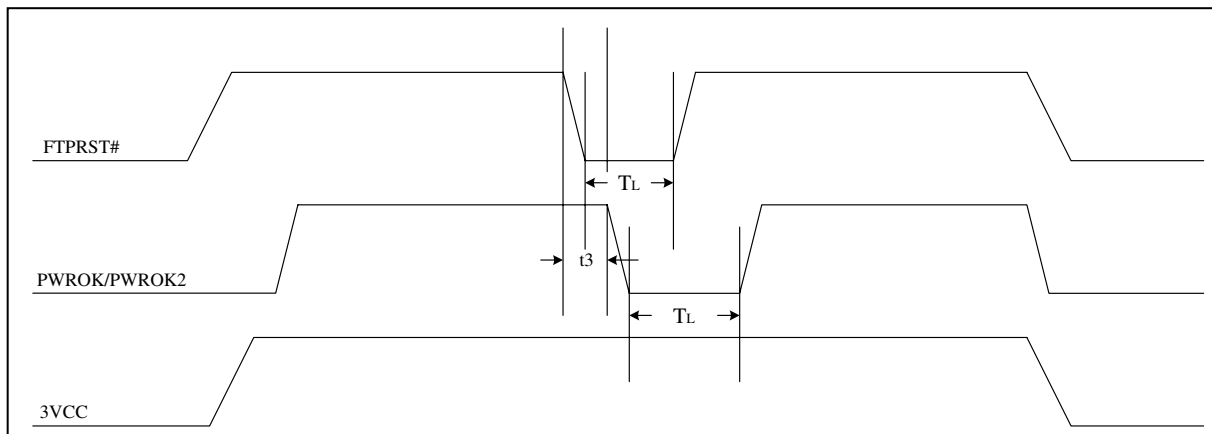 FTPRST#
TL
PWROK/PWROK2
t3
TL
3VCC